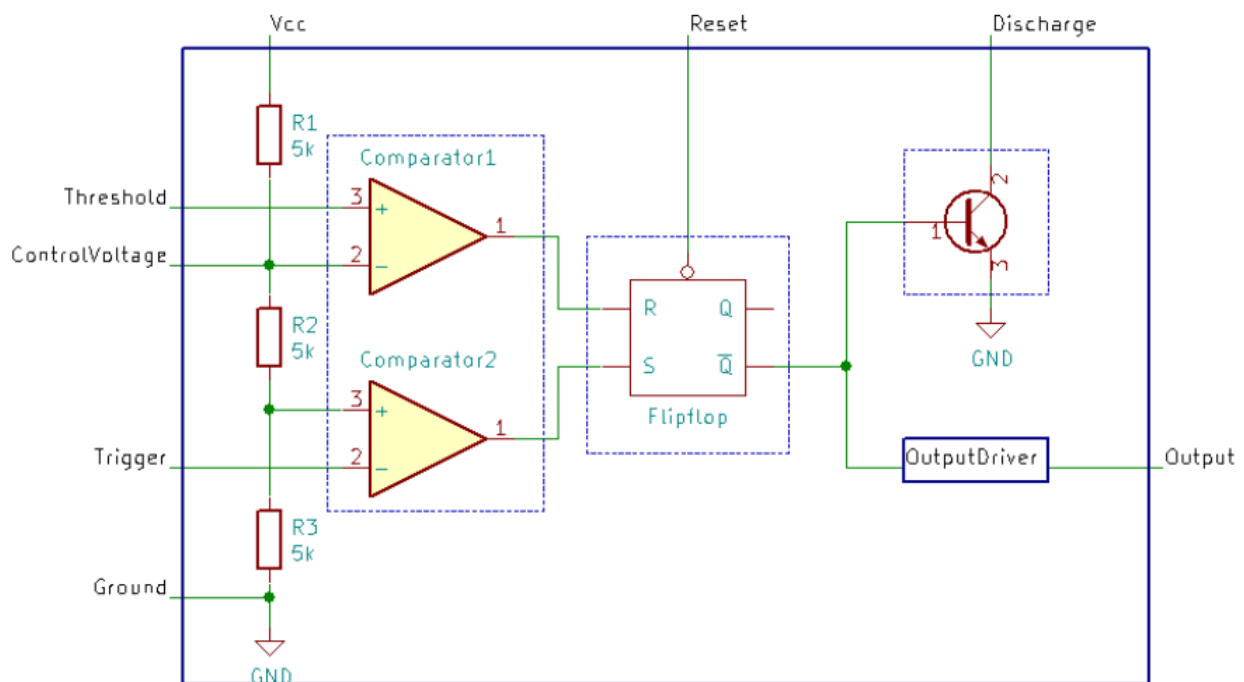 Vcc
Reset
Discharge
R1
5k
Comparator1
Threshold
3
+
1
2
-
ControlVoltage
2
1
3
GND
R2
5k
R
Q
S
Q̅
Flipflop
Comparator2
3
+
1
2
-
Trigger
OutputDriver
Output
R3
5k
Ground
GND